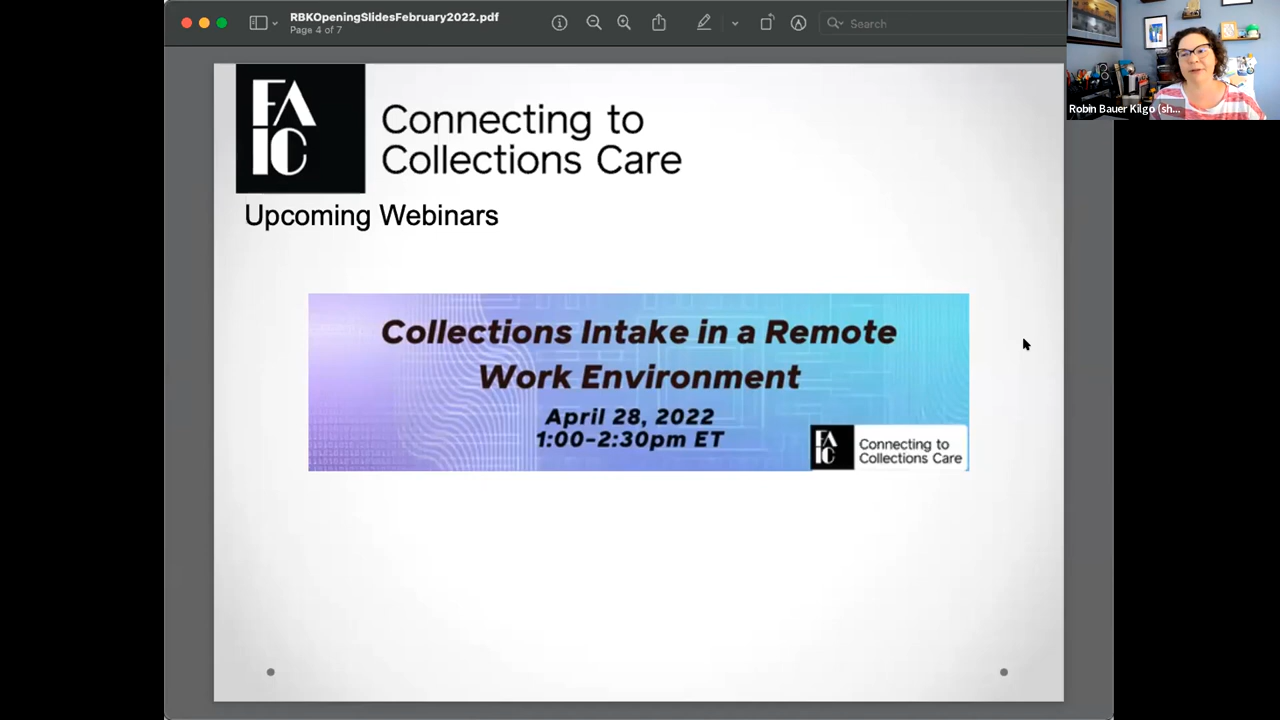 RBKOpeningSlidesFebruary2022.pdf
Page 4 of 7
Search
Robin Bauer Kilgo (sh...
FA
IC
Connecting to
Collections Care
Upcoming Webinars
Collections Intake in a Remote
Work Environment
April 28, 2022
1:00-2:30pm ET
FA
IC
Connecting to
Collections Care